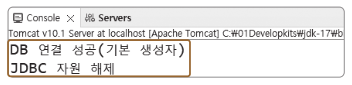 Console × Servers
Tomcat v10.1 Server at localhost [Apache Tomcat] C:₩01Developkits₩jdk-17₩b
DB 연결 성공(기본 생성자)
JDBC 자원 해제